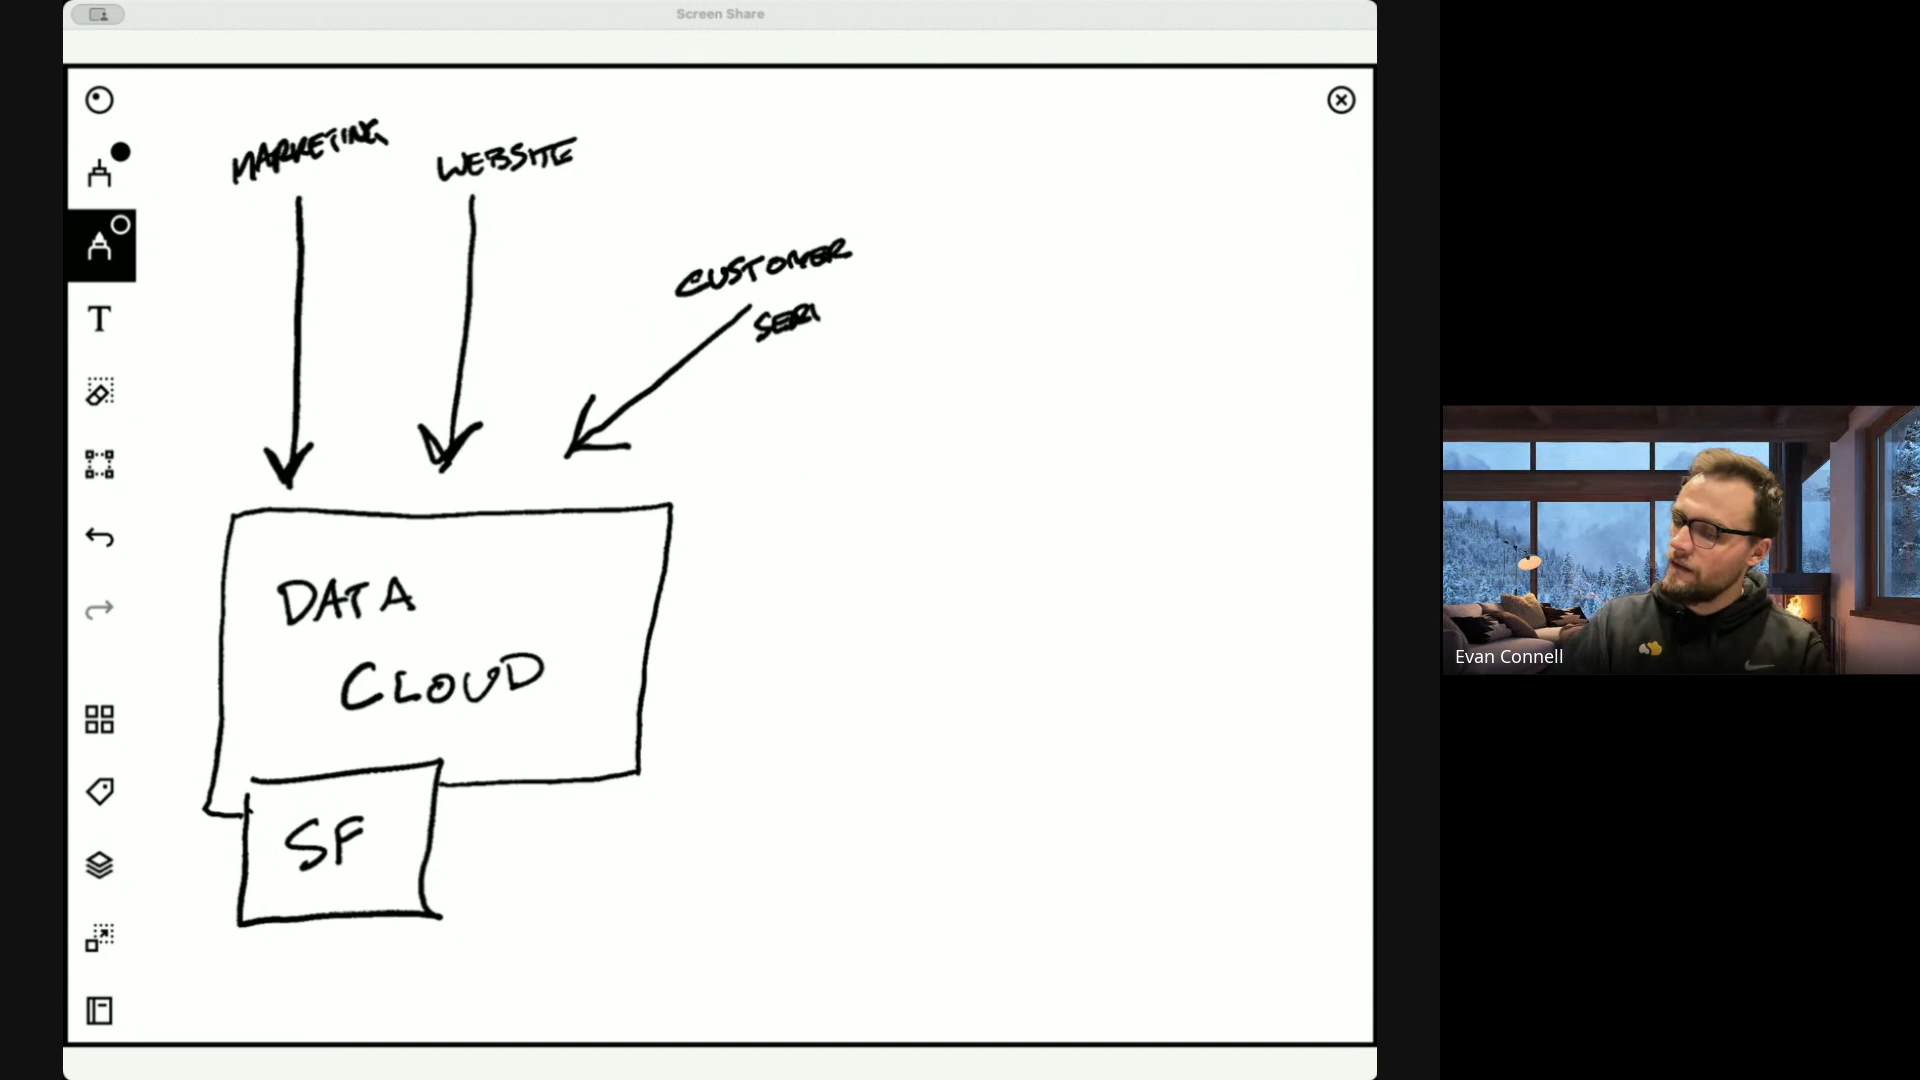 Screen Share
MARKETING
WEBSITE
CUSTOMER
SERV
T
DATA
CLOUD
SF
Evan Connell